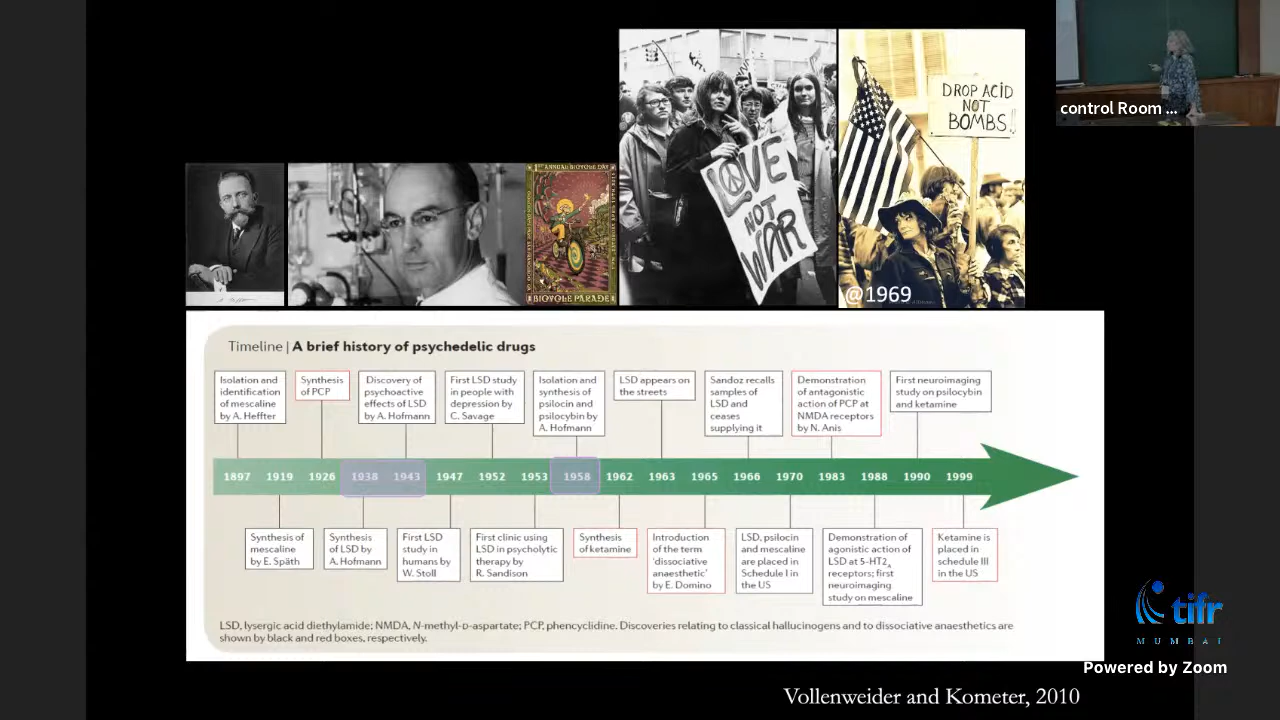 control Room ...
DROP ACID
NOT
BOMBS!!
LOVE
NOT
WAR
1ST ANNUAL BICYCLE DAY
BICYCLE PARADE
@1969
Timeline | A brief history of psychedelic drugs
Isolation and
identification
of mescaline
by A. Heffter
Synthesis
of PCP
Discovery of
psychoactive
effects of LSD
by A. Hofmann
First LSD study
in people with
depression by
C. Savage
Isolation and
synthesis of
psilocin and
psilocybin by
A. Hofmann
LSD appears on
the streets
Sandoz recalls
samples of
LSD and
ceases
supplying it
Demonstration
of antagonistic
action of PCP at
NMDA receptors
by N. Anis
First neuroimaging
study on psilocybin
and ketamine
1897 1919 1926 1938 1943 1947 1952 1953 1958 1962 1963 1965 1966 1970 1983 1988 1990 1999
Synthesis of
mescaline
by E. Späth
Synthesis
of LSD by
A. Hofmann
First LSD
study in
humans by
W. Stoll
First clinic using
LSD in psycholytic
therapy by
R. Sandison
Synthesis
of ketamine
Introduction
of the term
'dissociative
anaesthetic'
by E. Domino
LSD, psilocin
and mescaline
are placed in
Schedule I in
the US
Demonstration of
agonistic action of
LSD at 5-HT2A
receptors; first
neuroimaging
study on mescaline
Ketamine is
placed in
schedule III
in the US
LSD, lysergic acid diethylamide; NMDA, N-methyl-D-aspartate; PCP, phencyclidine. Discoveries relating to classical hallucinogens and to dissociative anaesthetics are
shown by black and red boxes, respectively.
tifr
MUMBAI
Powered by Zoom
Vollenweider and Kometer, 2010